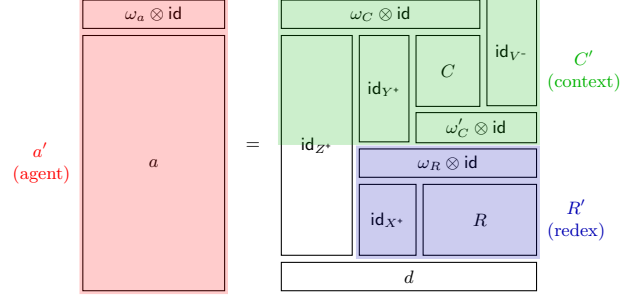 ω_a ⊗ id
a
a′
(agent)
=
ω_C ⊗ id
id_{V⁻}
id_{Y⁺}
C
ω′_C ⊗ id
id_{Z⁺}
ω_R ⊗ id
id_{X⁺}
R
d
C′
(context)
R′
(redex)